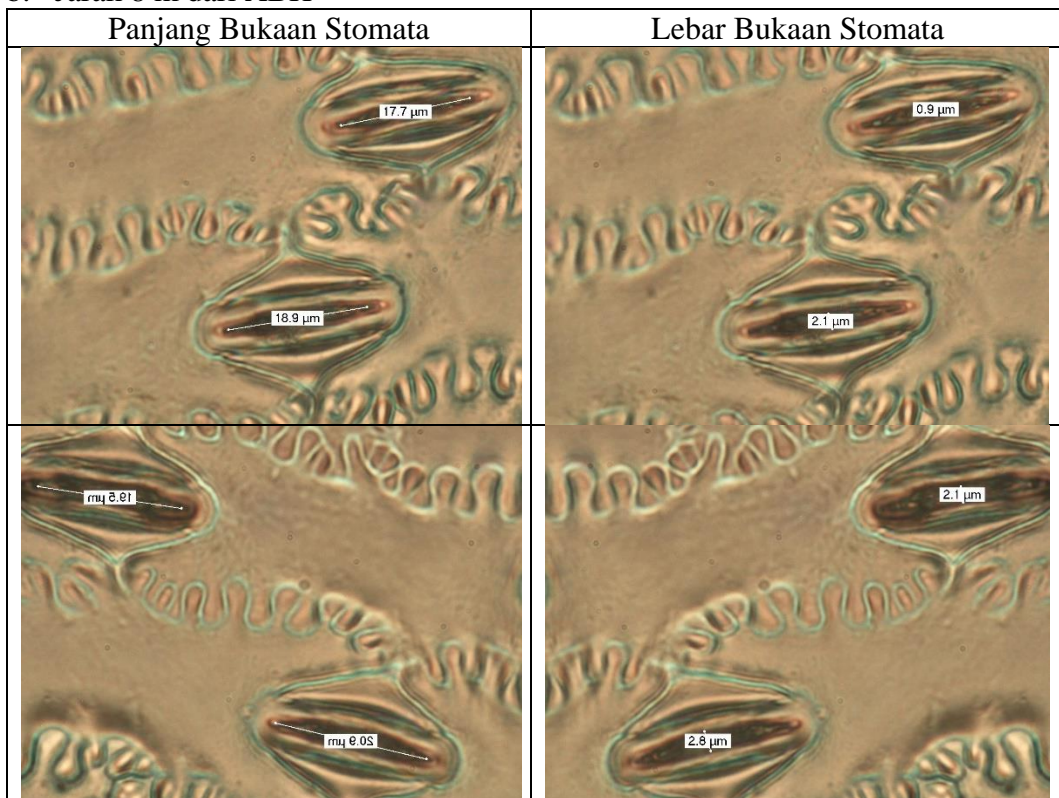 Panjang Bukaan Stomata
Lebar Bukaan Stomata
17.7 µm
0.9 µm
18.9 µm
2.1 µm
19.5 µm
2.1 µm
20.9 µm
2.8 µm